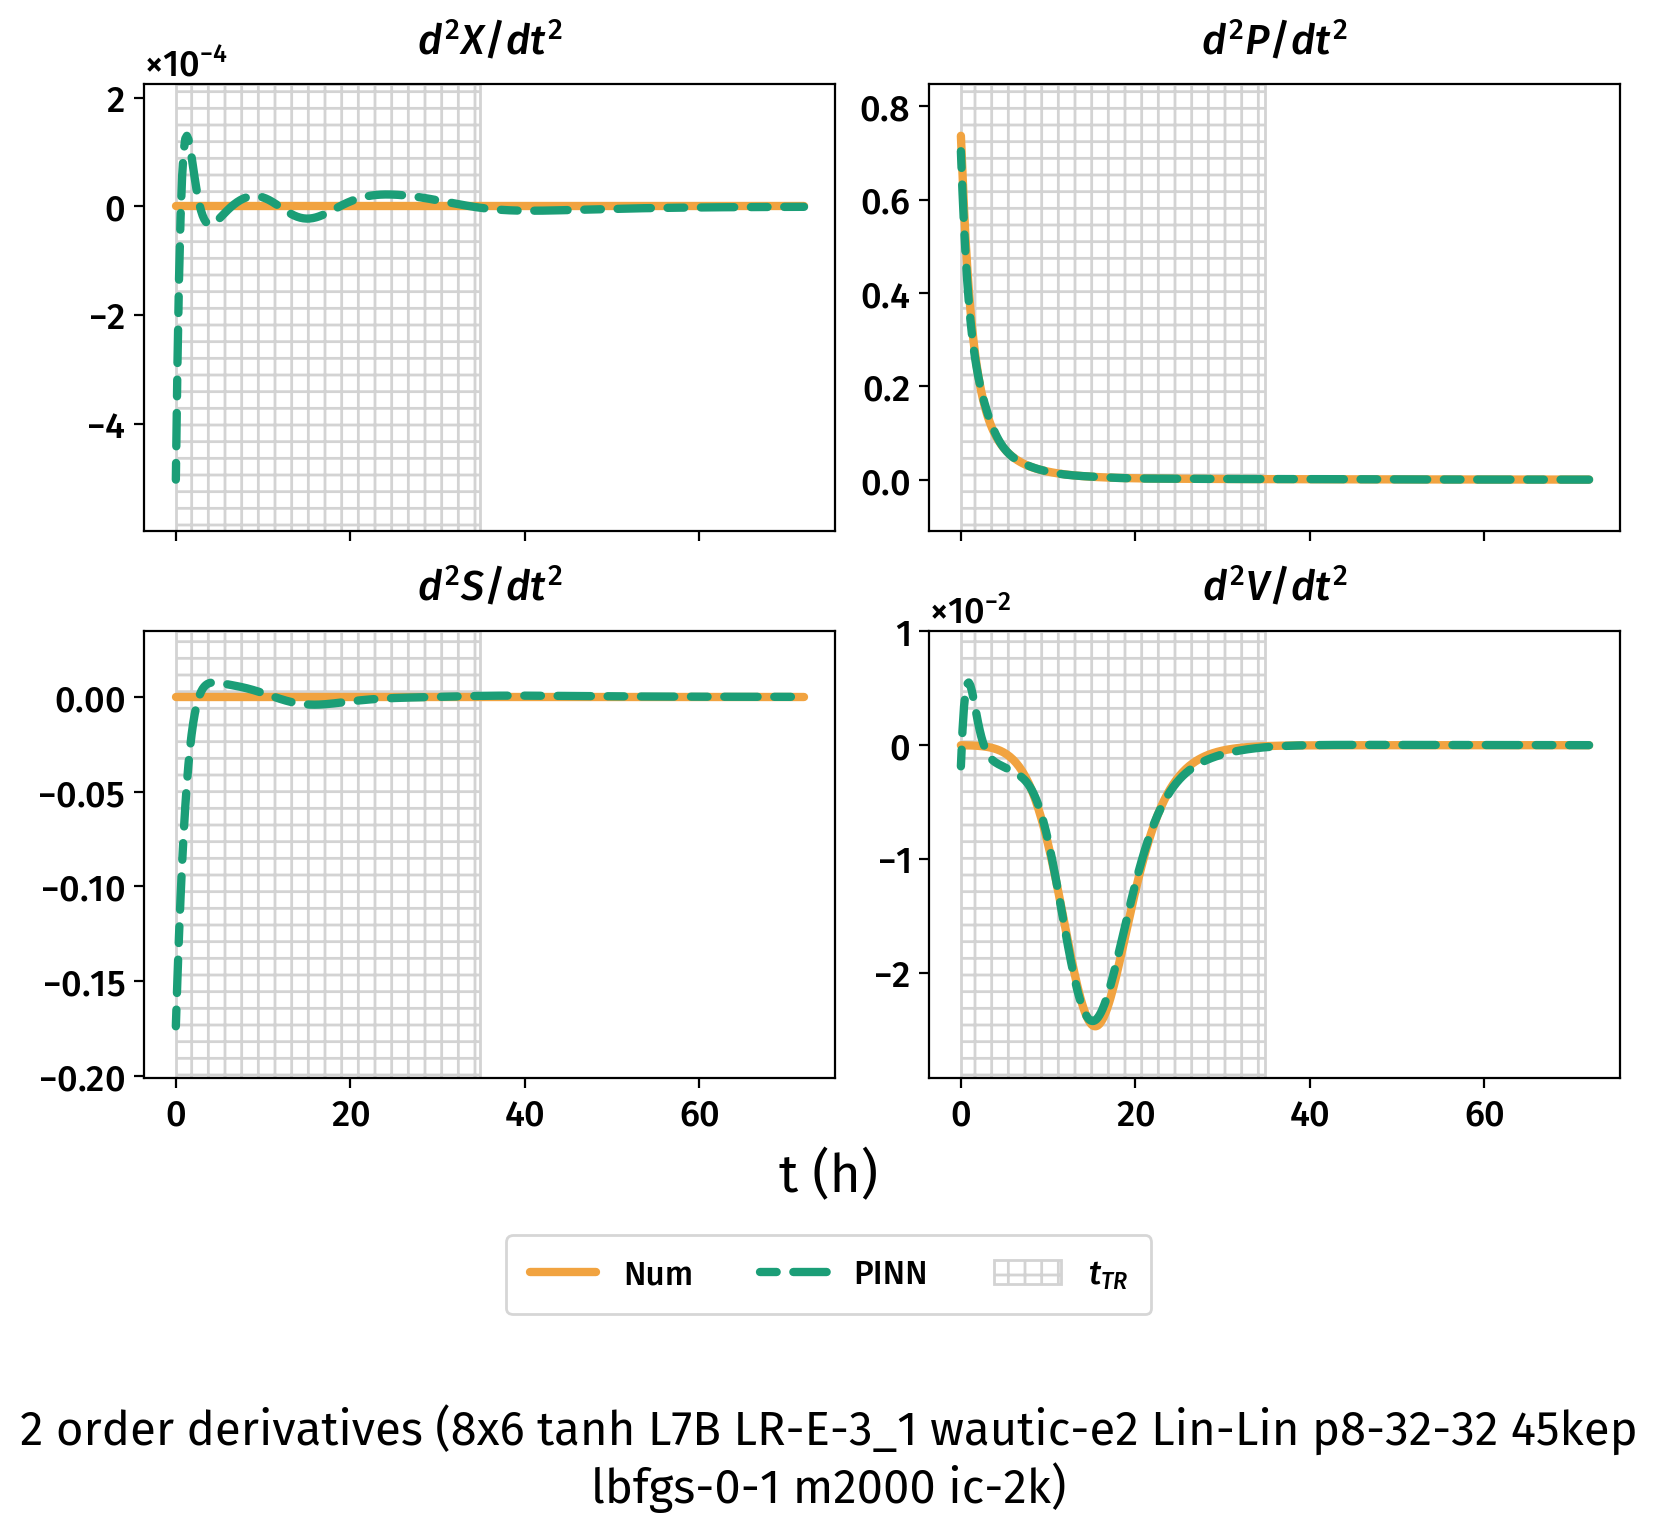 d²X/dt²
×10⁻⁴
2
0
−2
−4
d²P/dt²
0.8
0.6
0.4
0.2
0.0
d²S/dt²
0.00
−0.05
−0.10
−0.15
−0.20
0 20 40 60
d²V/dt²
×10⁻²
1
0
−1
−2
0 20 40 60
t (h)
Num PINN t_TR
2 order derivatives (8x6 tanh L7B LR-E-3_1 wautic-e2 Lin-Lin p8-32-32 45kep
lbfgs-0-1 m2000 ic-2k)